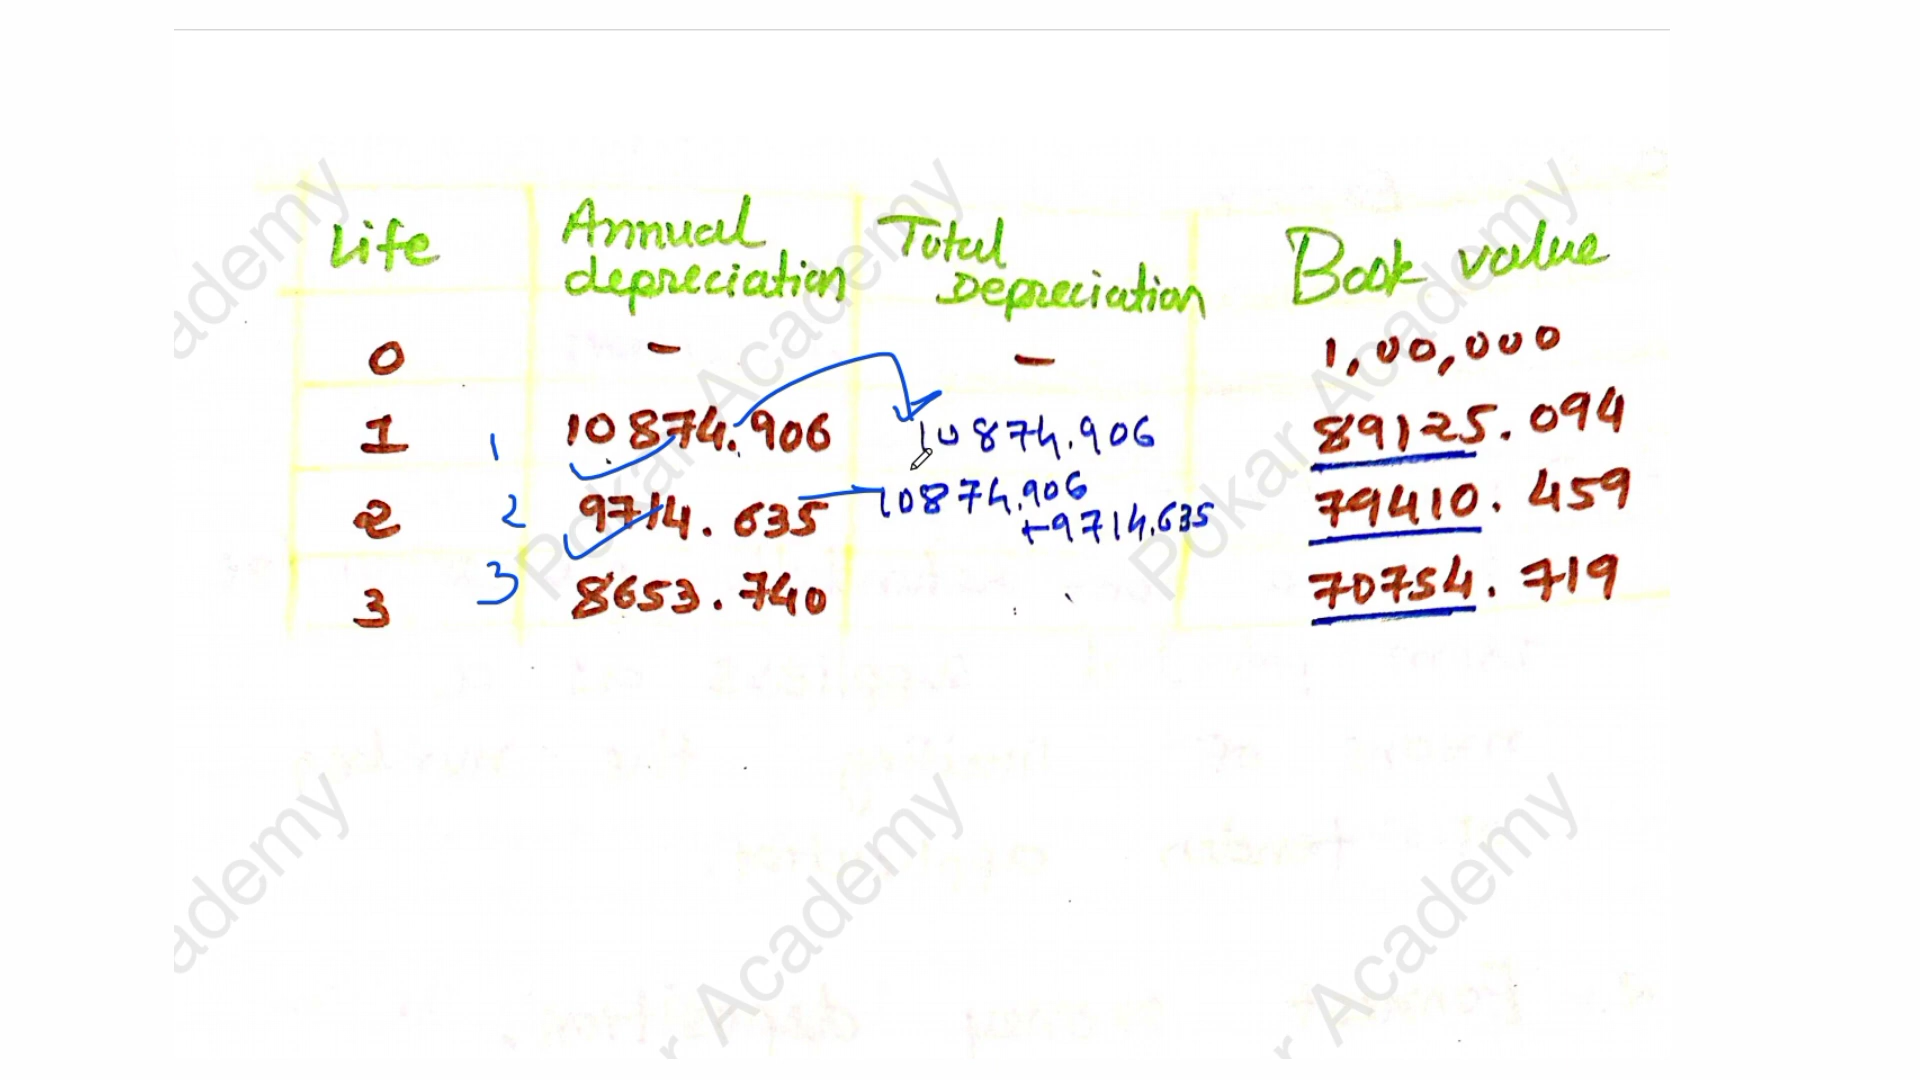 Life Annual depreciation Total Depreciation Book value
0 - - 1,00,000
1 1 10874.906 10874.906 89125.094
2 2 9714.635 10874.906 +9714.635 79410.459
3 3 8653.740 70754.719
Pokar Academy